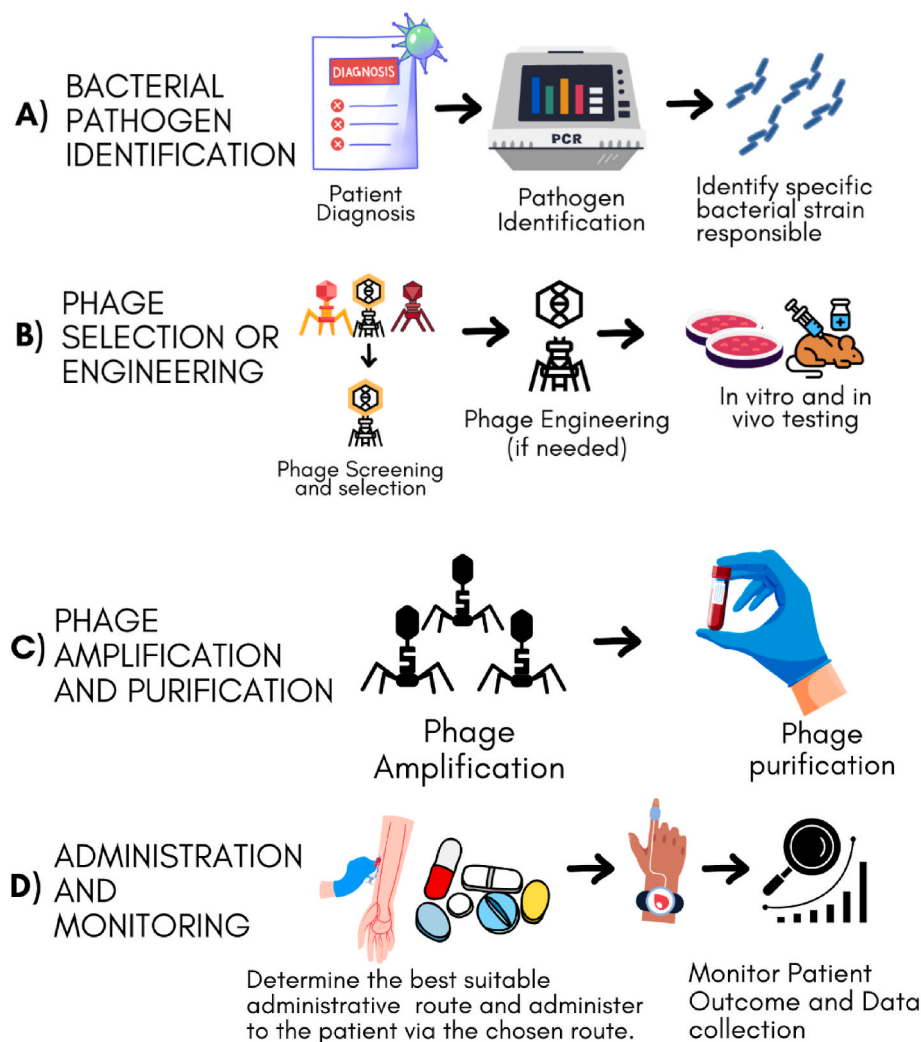 A) BACTERIAL
PATHOGEN
IDENTIFICATION
DIAGNOSIS
Patient
Diagnosis
PCR
Pathogen
Identification
Identify specific
bacterial strain
responsible
B) PHAGE
SELECTION OR
ENGINEERING
Phage Screening
and selection
Phage Engineering
(if needed)
In vitro and in
vivo testing
C) PHAGE
AMPLIFICATION
AND PURIFICATION
Phage
Amplification
Phage
purification
D) ADMINISTRATION
AND
MONITORING
Determine the best suitable
administrative route and administer
to the patient via the chosen route.
Monitor Patient
Outcome and Data
collection